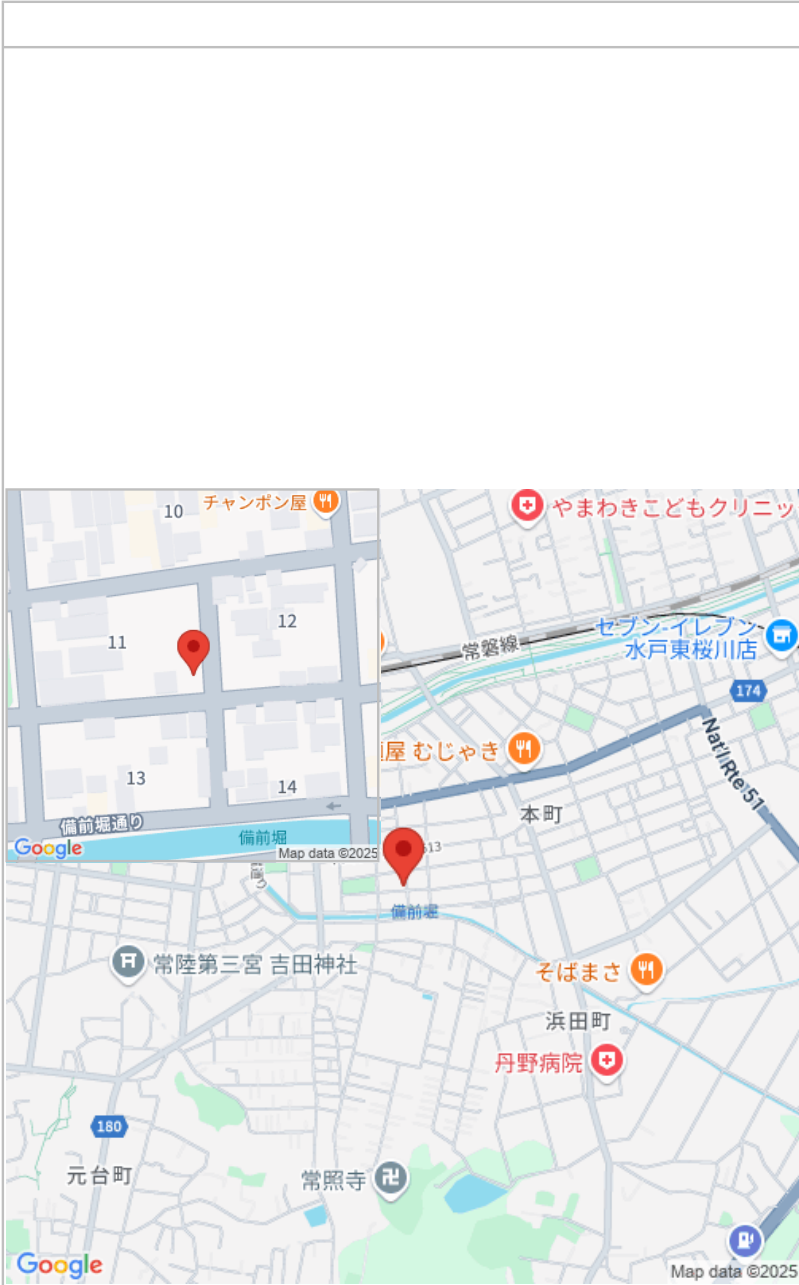 10
チャンポン屋
11
12
13
14
備前堀通り
備前堀
Google
Map data ©2025
やまわきこどもクリニッ
常磐線
セブン-イレブン
水戸東桜川店
174
屋 むじゃき
Nat'l Rte 51
本町
513
備前堀
常陸第三宮 吉田神社
そばまさ
浜田町
丹野病院
180
元台町
常照寺
Google
Map data ©2025